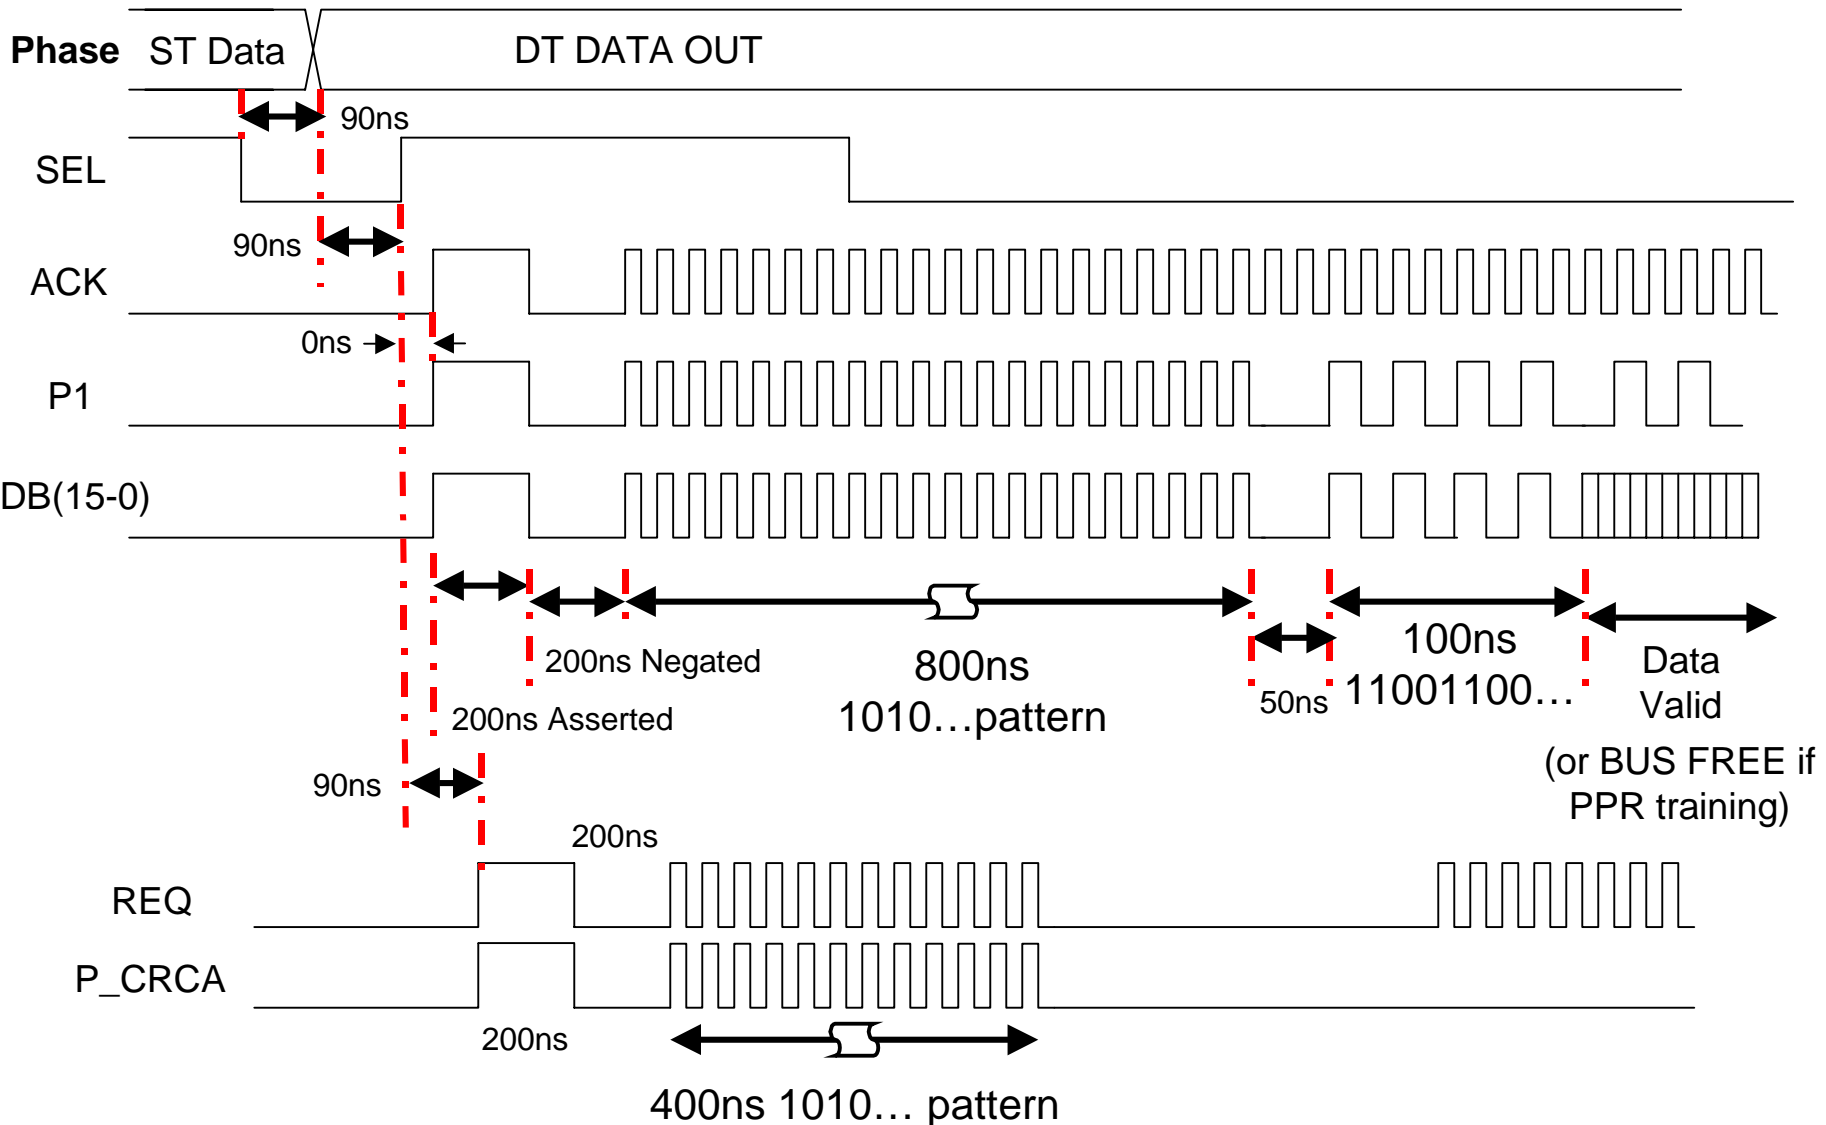 Phase ST Data DT DATA OUT
90ns
SEL
90ns
ACK
0ns
P1
DB(15-0)
200ns Negated
800ns
1010…pattern
50ns
100ns
11001100…
Data
Valid
200ns Asserted
(or BUS FREE if
PPR training)
90ns
200ns
REQ
P_CRCA
200ns
400ns 1010… pattern